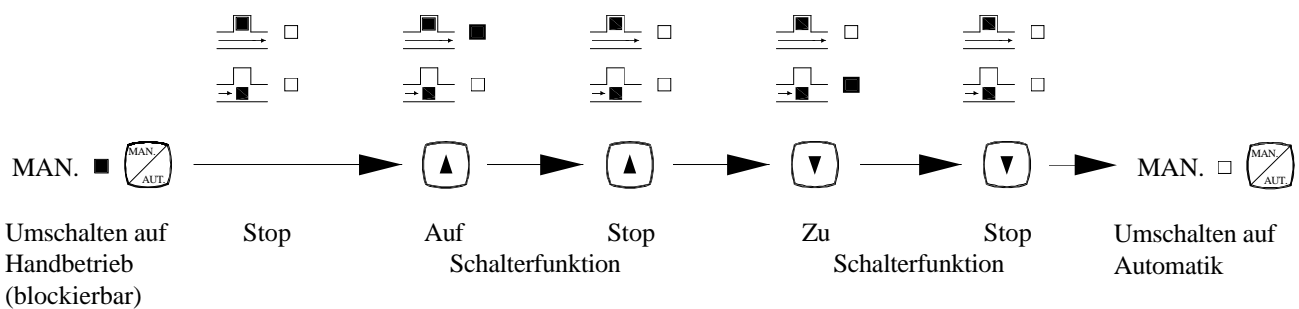 MAN.
MAN.
AUT.
MAN.
MAN.
AUT.
Umschalten auf
Handbetrieb
(blockierbar)
Stop
Auf
Stop
Schalterfunktion
Zu
Stop
Schalterfunktion
Umschalten auf
Automatik